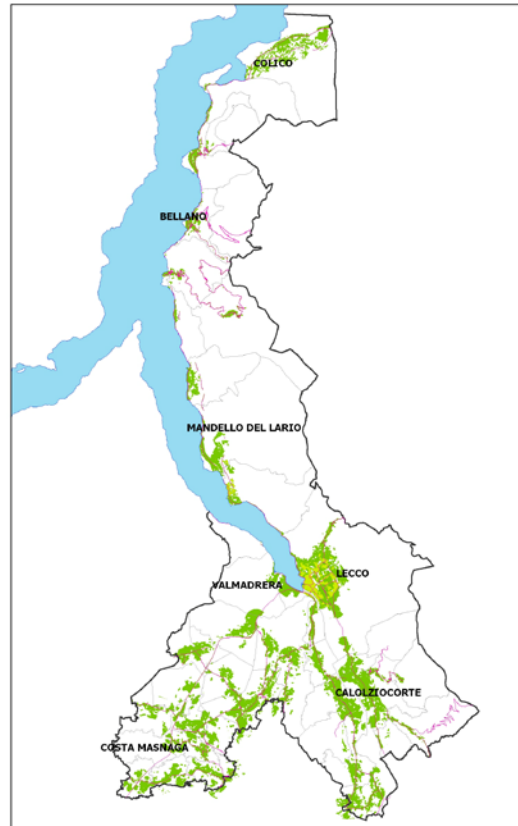 COLICO
BELLANO
MANDELLO DEL LARIO
LECCO
VALMADRERA
CALOLZIOCORTE
COSTA MASNAGA